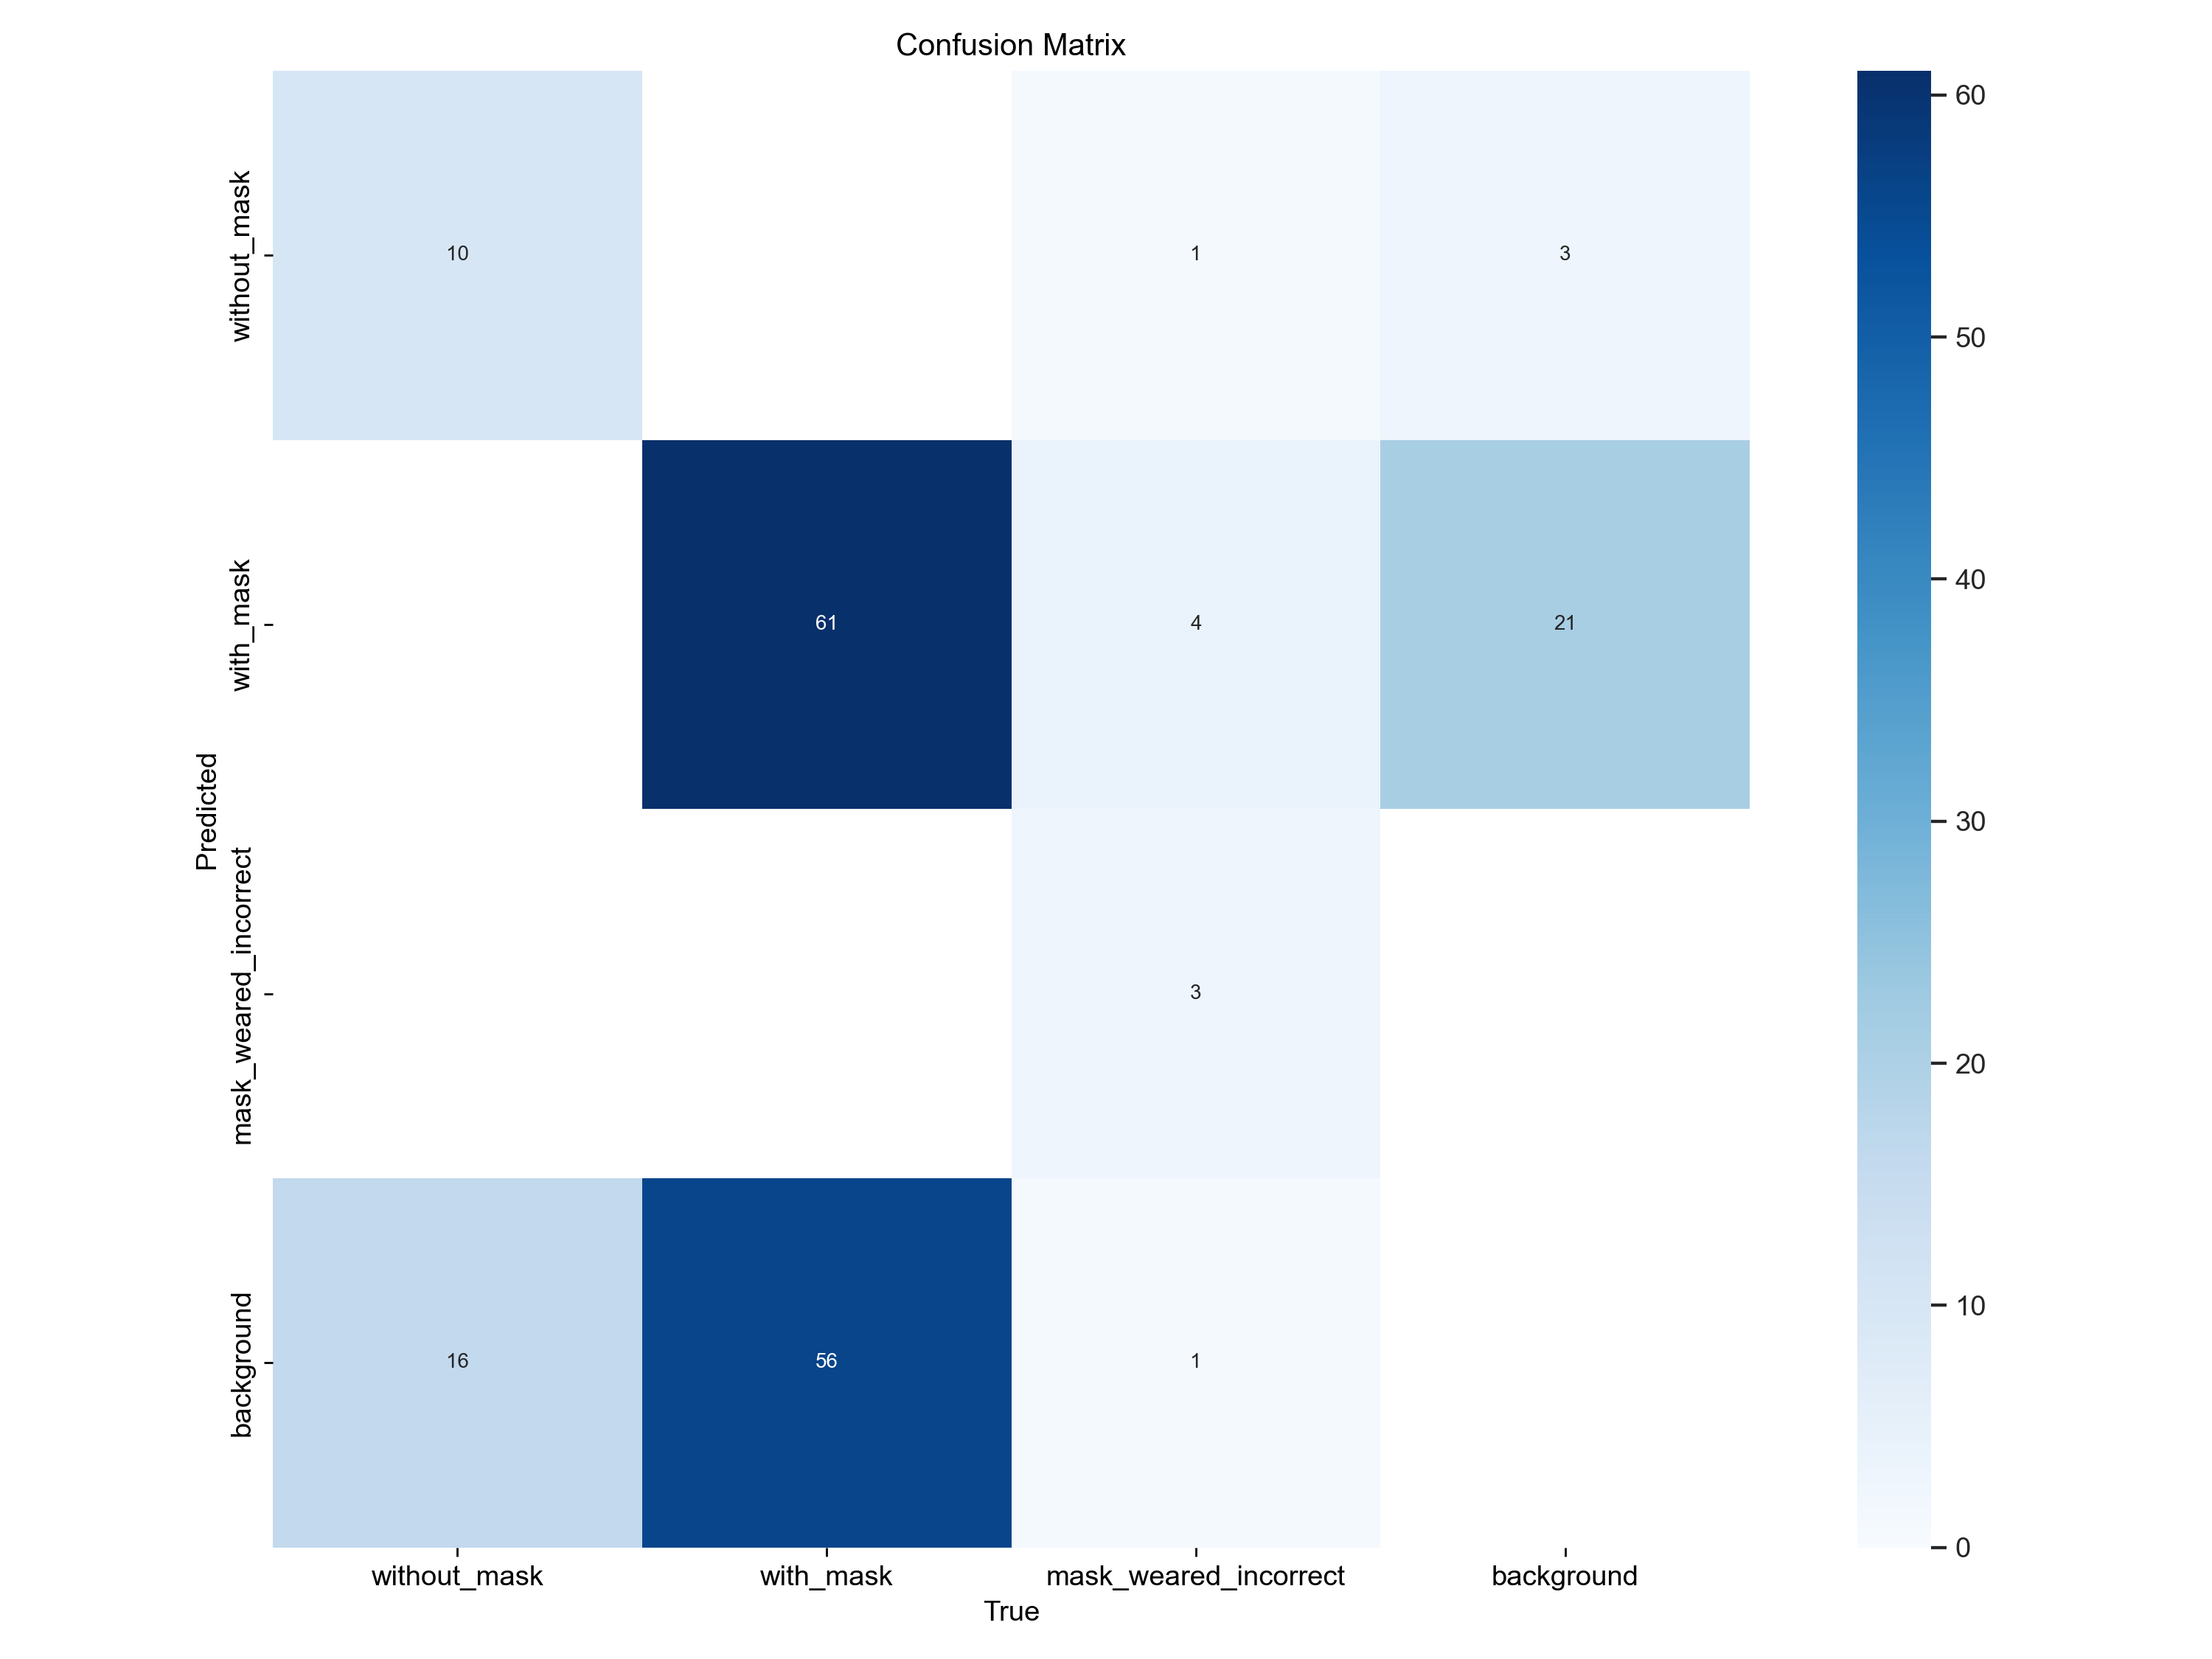 Confusion Matrix
60
without_mask
10
1
3
50
with_mask
61
4
21
40
Predicted
30
mask_weared_incorrect
3
20
background
16
56
1
10
0
without_mask
with_mask
mask_weared_incorrect
background
True